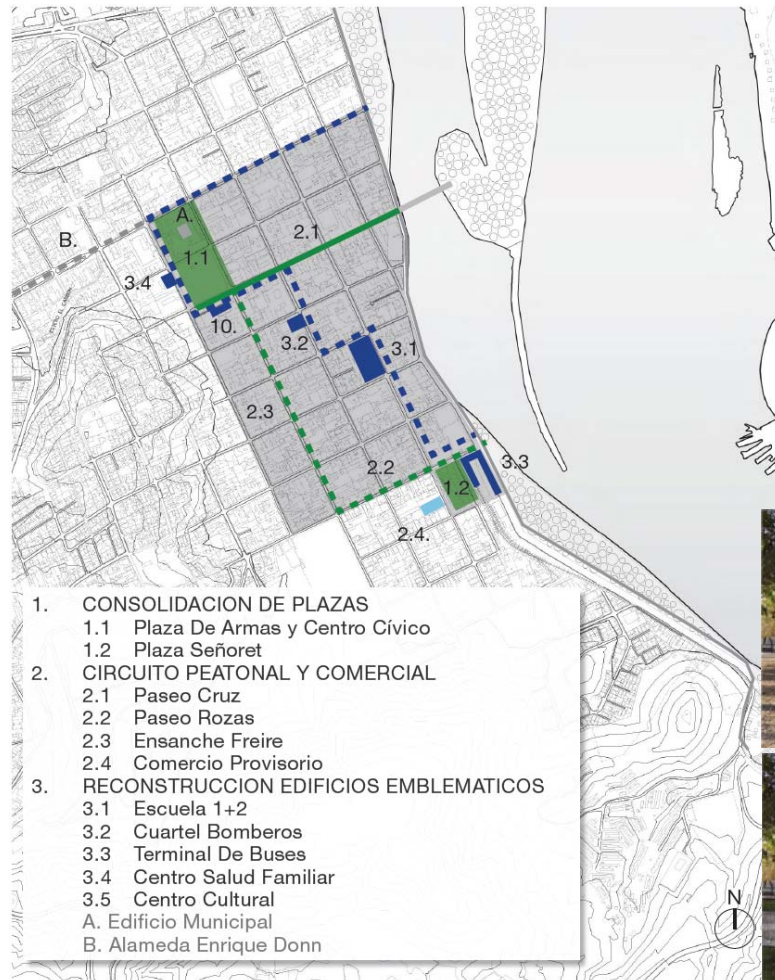 A.
B.
2.1
1.1
3.4
10.
3.2
3.1
2.3
2.2
3.3
1.2
2.4.
1. CONSOLIDACION DE PLAZAS
1.1 Plaza De Armas y Centro Cívico
1.2 Plaza Señoret
2. CIRCUITO PEATONAL Y COMERCIAL
2.1 Paseo Cruz
2.2 Paseo Rozas
2.3 Ensanche Freire
2.4 Comercio Provisorio
3. RECONSTRUCCION EDIFICIOS EMBLEMATICOS
3.1 Escuela 1+2
3.2 Cuartel Bomberos
3.3 Terminal De Buses
3.4 Centro Salud Familiar
3.5 Centro Cultural
A. Edificio Municipal
B. Alameda Enrique Donn
N